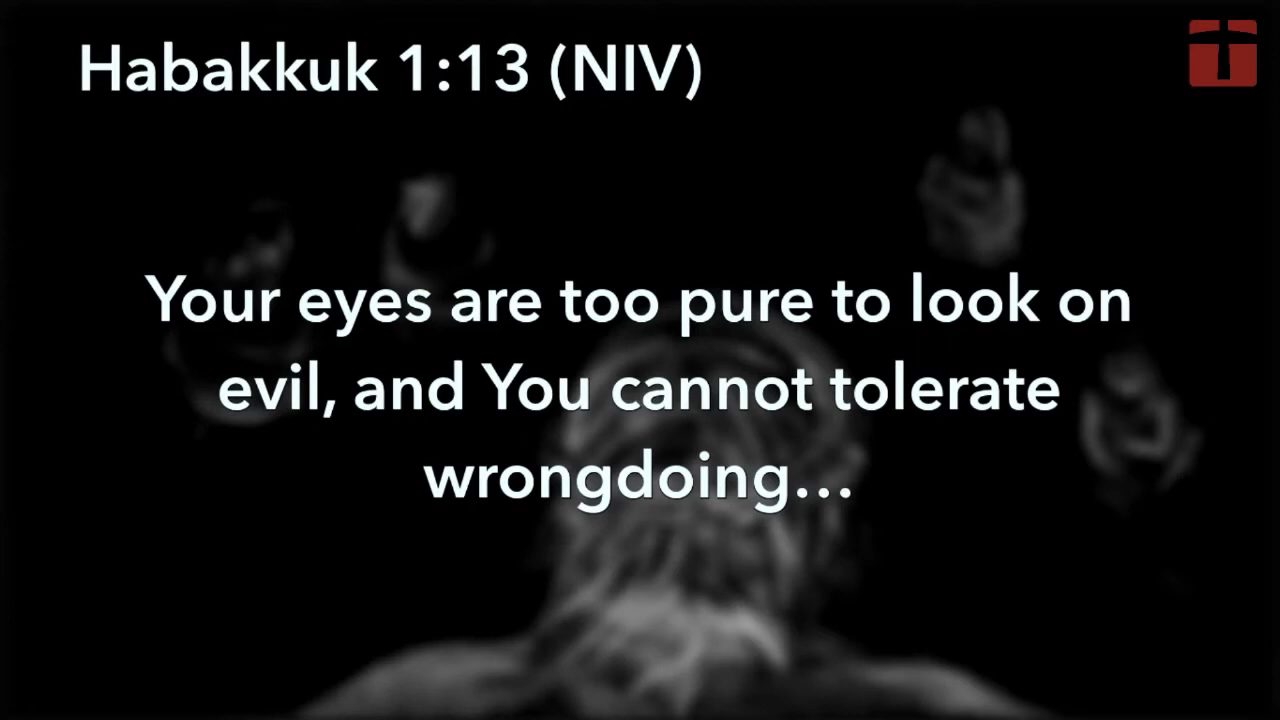 Habakkuk 1:13 (NIV)
Your eyes are too pure to look on
evil, and You cannot tolerate
wrongdoing…